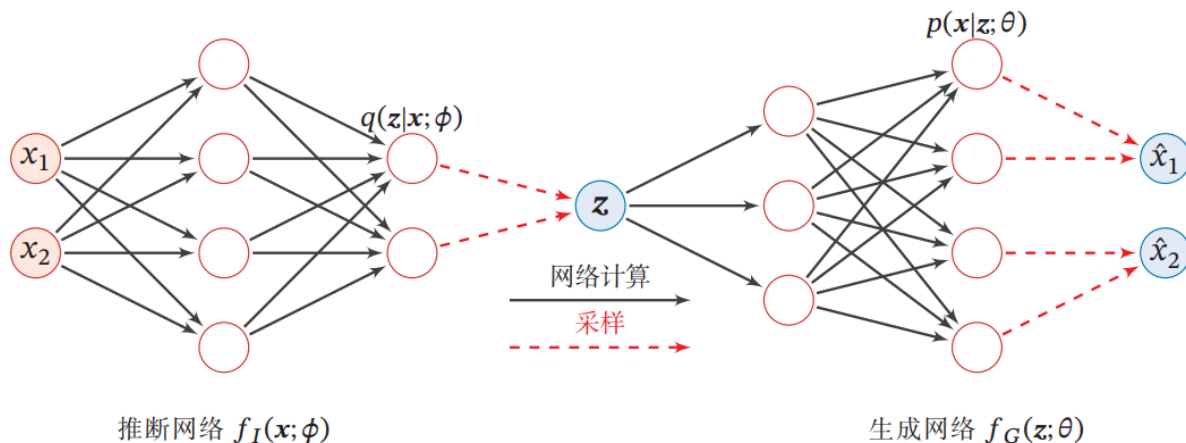 p(x|z; θ)
q(z|x; ϕ)
x₁
x̂₁
z
x₂
x̂₂
网络计算
采样
推断网络 f_I(x; ϕ)
生成网络 f_G(z; θ)